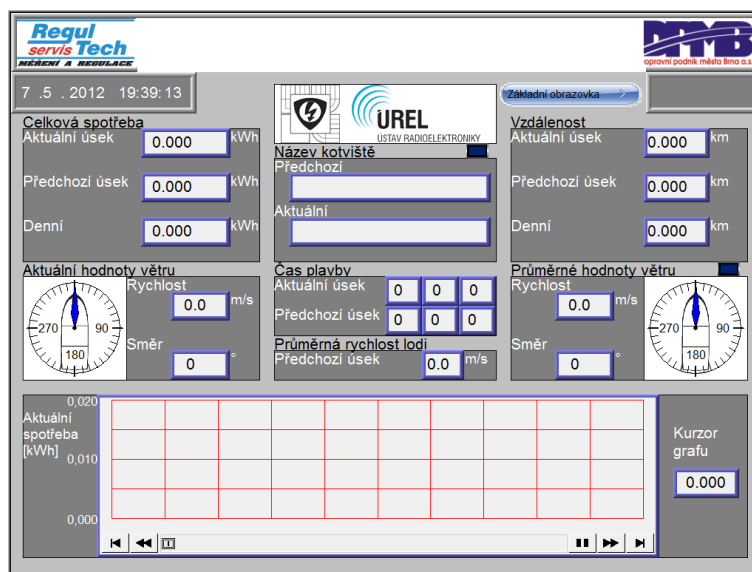 Regul
servis Tech
MĚŘENÍ A REGULACE
DPMB
opravní podnik města Brna a.s.
7 .5 . 2012 19:39:13
UREL
ÚSTAV RADIOELEKTRONIKY
Základní obrazovka
Celková spotřeba
Aktuální úsek 0.000 kWh
Předchozí úsek 0.000 kWh
Denní 0.000 kWh
Název kotviště
Předchozí
Aktuální
Vzdálenost
Aktuální úsek 0.000 km
Předchozí úsek 0.000 km
Denní 0.000 km
Aktuální hodnoty větru
Rychlost
0.0 m/s
270 90
180
Směr
0 °
Čas plavby
Aktuální úsek 0 0 0
Předchozí úsek 0 0 0
Průměrná rychlost lodi
Předchozí úsek 0.0 m/s
Průměrné hodnoty větru
Rychlost
0.0 m/s
270 90
180
Směr
0 °
Aktuální
spotřeba
[kWh]
0,020
0,010
0,000
Kurzor
grafu
0.000